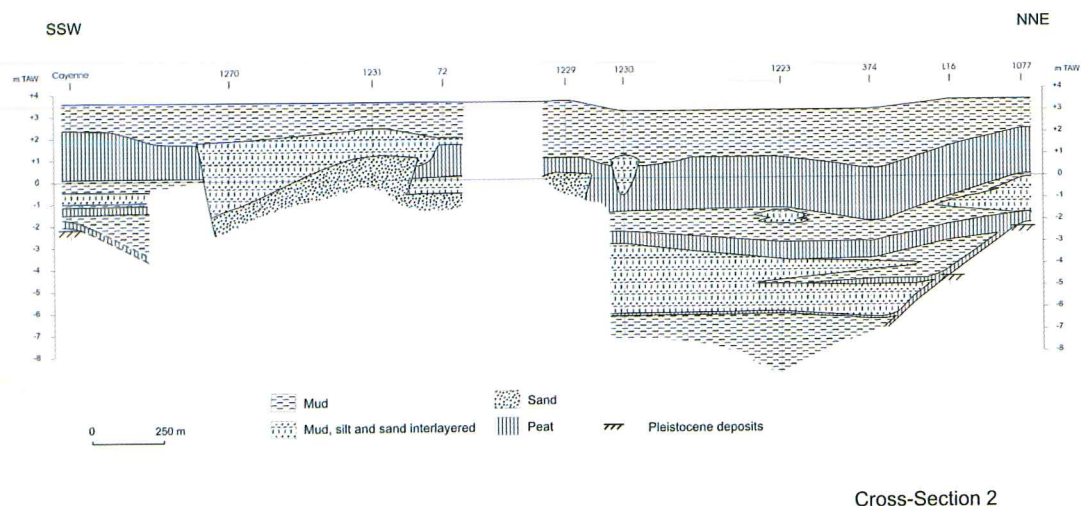 SSW
NNE
m TAW Cayenne 1270 1231 72 1229 1230 1223 374 L16 1077 m TAW
+4 +4
+3 +3
+2 +2
+1 +1
0 0
-1 -1
-2 -2
-3 -3
-4 -4
-5 -5
-6 -6
-7 -7
-8 -8
Mud Sand
0 250 m Mud, silt and sand interlayered Peat Pleistocene deposits
Cross-Section 2